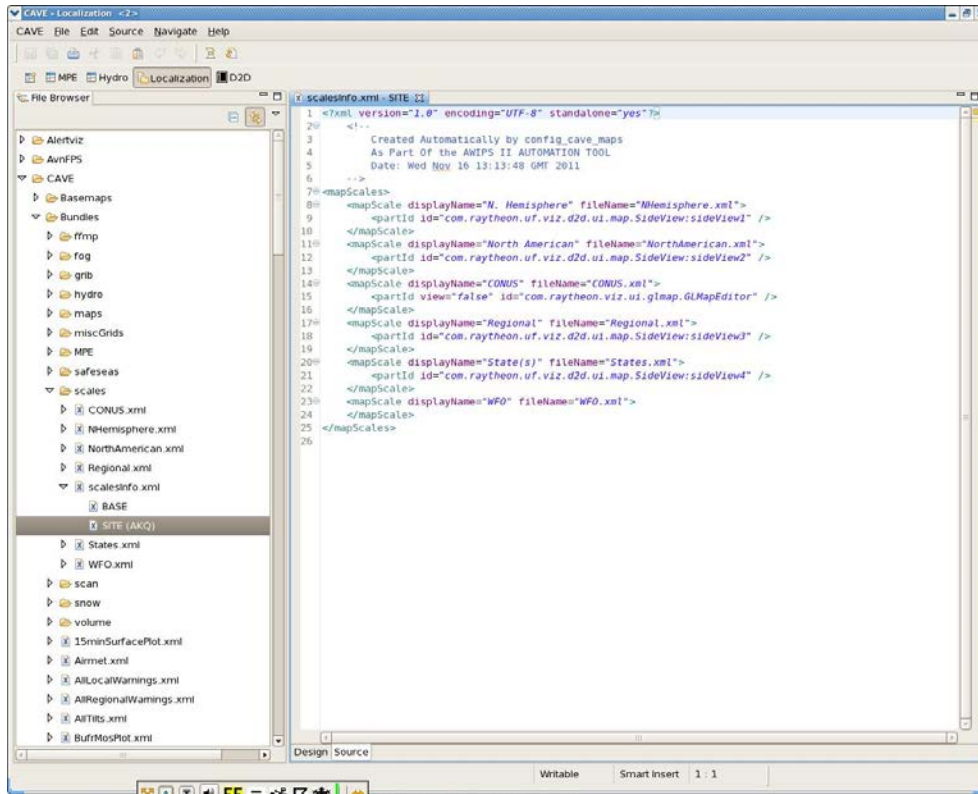 CAVE - Localization <2>
CAVE File Edit Source Navigate Help
MPE Hydro Localization D2D
File Browser
Alertviz
AvnFPS
CAVE
Basemaps
Bundles
ffmp
fog
grib
hydro
maps
miscGrids
MPE
safeseas
scales
CONUS.xml
NHemisphere.xml
NorthAmerican.xml
Regional.xml
scalesInfo.xml
BASE
SITE (AKQ)
States.xml
WFO.xml
scan
snow
volume
15minSurfacePlot.xml
Airmet.xml
AllLocalWarnings.xml
AllRegionalWarnings.xml
AllTilts.xml
BufrMosPlot.xml
scalesInfo.xml - SITE
1 <?xml version="1.0" encoding="UTF-8" standalone="yes"?>
2 <!--
3 Created Automatically by config_cave_maps
4 As Part Of the AWIPS II AUTOMATION TOOL
5 Date: Wed Nov 16 13:13:48 GMT 2011
6 -->
7 <mapScales>
8 <mapScale displayName="N. Hemisphere" fileName="NHemisphere.xml">
9 <partId id="com.raytheon.uf.viz.d2d.ui.map.SideView:sideView1" />
10 </mapScale>
11 <mapScale displayName="North American" fileName="NorthAmerican.xml">
12 <partId id="com.raytheon.uf.viz.d2d.ui.map.SideView:sideView2" />
13 </mapScale>
14 <mapScale displayName="CONUS" fileName="CONUS.xml">
15 <partId view="false" id="com.raytheon.viz.ui.glmap.GLMapEditor" />
16 </mapScale>
17 <mapScale displayName="Regional" fileName="Regional.xml">
18 <partId id="com.raytheon.uf.viz.d2d.ui.map.SideView:sideView3" />
19 </mapScale>
20 <mapScale displayName="State(s)" fileName="States.xml">
21 <partId id="com.raytheon.uf.viz.d2d.ui.map.SideView:sideView4" />
22 </mapScale>
23 <mapScale displayName="WFO" fileName="WFO.xml">
24 </mapScale>
25 </mapScales>
26
Design Source
Writable Smart Insert 1 : 1